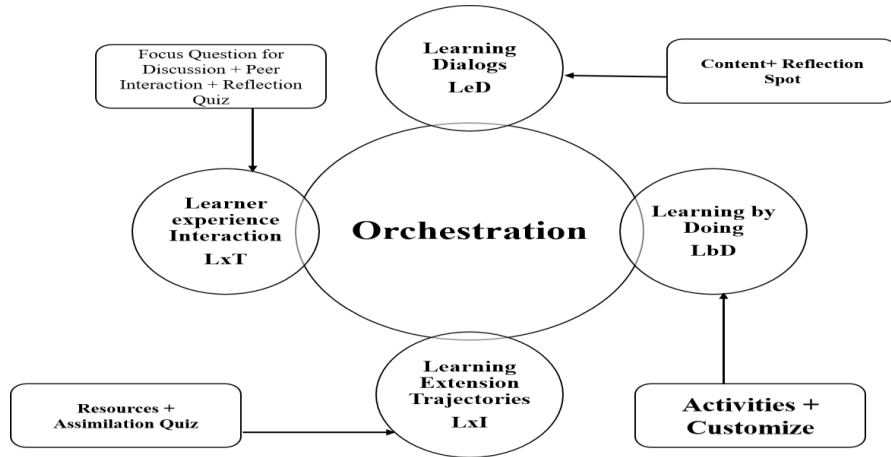 Focus Question for
Discussion + Peer
Interaction + Reflection
Quiz
Learning
Dialogs
LeD
Content+ Reflection
Spot
Learner
experience
Interaction
LxT
Orchestration
Learning by
Doing
LbD
Learning
Extension
Trajectories
LxI
Resources +
Assimilation Quiz
Activities +
Customize